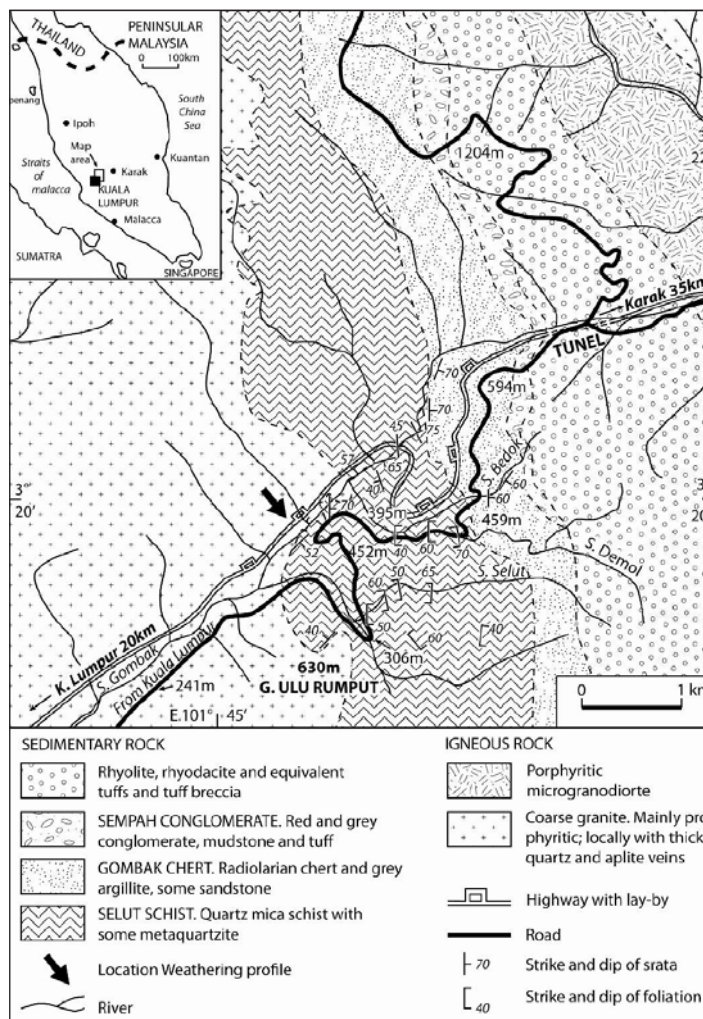 THAILAND
PENINSULAR
MALAYSIA
0 100km
penang
South
China
Sea
Ipoh
Map
area
Kuantan
Straits
of
malacca
Karak
KUALA
LUMPUR
Malacca
SUMATRA
SINGAPORE
1204m
22
Karak 35km
TUNEL
70
594m
70
75
45
57
65
S. Bedok
40
60
3°
20'
70
395m
60
459m
3°
20'
52
452m
40
60
70
50
S. Demol
60
65
S. Selut
K. Lumpur 20km
50
40
60
40
S. Gombak
From Kuala Lumpur
630m
306m
G. ULU RUMPUT
241m
0 1 km
E.101° 45'
SEDIMENTARY ROCK
Rhyolite, rhyodacite and equivalent
tuffs and tuff breccia
SEMPAH CONGLOMERATE. Red and grey
conglomerate, mudstone and tuff
GOMBAK CHERT. Radiolarian chert and grey
argillite, some sandstone
SELUT SCHIST. Quartz mica schist with
some metaquartzite
Location Weathering profile
River
IGNEOUS ROCK
Porphyritic
microgranodiorte
Coarse granite. Mainly pro
phyritic; locally with thick
quartz and aplite veins
Highway with lay-by
Road
70 Strike and dip of srata
40 Strike and dip of foliation